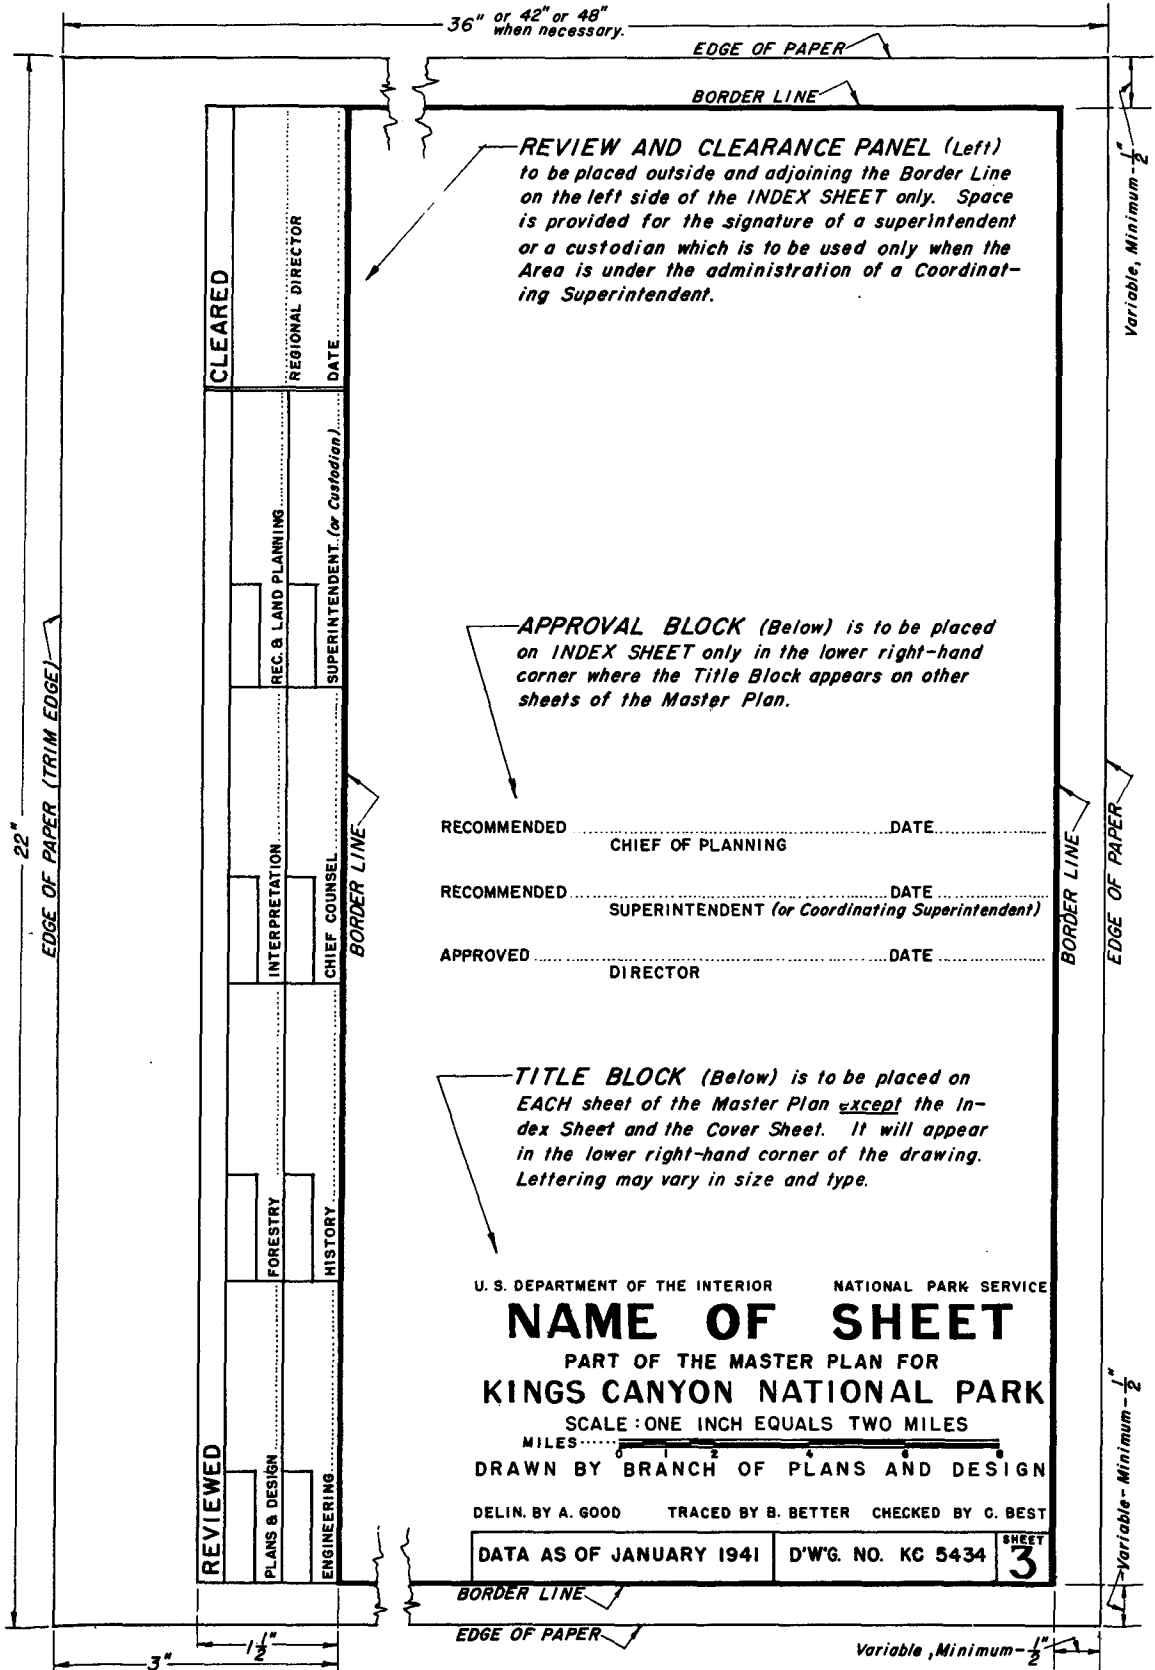 36" or 42" or 48"
when necessary.
EDGE OF PAPER
BORDER LINE
Variable, Minimum-½"
REVIEW AND CLEARANCE PANEL (Left)
to be placed outside and adjoining the Border Line
on the left side of the INDEX SHEET only. Space
is provided for the signature of a superintendent
or a custodian which is to be used only when the
Area is under the administration of a Coordinat-
ing Superintendent.
CLEARED
REGIONAL DIRECTOR
DATE
REC. & LAND PLANNING
SUPERINTENDENT (or Custodian)
INTERPRETATION
CHIEF COUNSEL
FORESTRY
HISTORY
REVIEWED
PLANS & DESIGN
ENGINEERING
22"
EDGE OF PAPER (TRIM EDGE)
BORDER LINE
APPROVAL BLOCK (Below) is to be placed
on INDEX SHEET only in the lower right-hand
corner where the Title Block appears on other
sheets of the Master Plan.
RECOMMENDED DATE
CHIEF OF PLANNING
RECOMMENDED DATE
SUPERINTENDENT (or Coordinating Superintendent)
APPROVED DATE
DIRECTOR
BORDER LINE
EDGE OF PAPER
TITLE BLOCK (Below) is to be placed on
EACH sheet of the Master Plan except the In-
dex Sheet and the Cover Sheet. It will appear
in the lower right-hand corner of the drawing.
Lettering may vary in size and type.
U. S. DEPARTMENT OF THE INTERIOR NATIONAL PARK SERVICE
NAME OF SHEET
PART OF THE MASTER PLAN FOR
KINGS CANYON NATIONAL PARK
SCALE : ONE INCH EQUALS TWO MILES
MILES
0 1 2 4 6 8
DRAWN BY BRANCH OF PLANS AND DESIGN
DELIN. BY A. GOOD TRACED BY B. BETTER CHECKED BY C. BEST
DATA AS OF JANUARY 1941 D'W'G. NO. KC 5434 SHEET
3
Variable-Minimum-½"
BORDER LINE
EDGE OF PAPER
1½"
3"
Variable, Minimum-½"